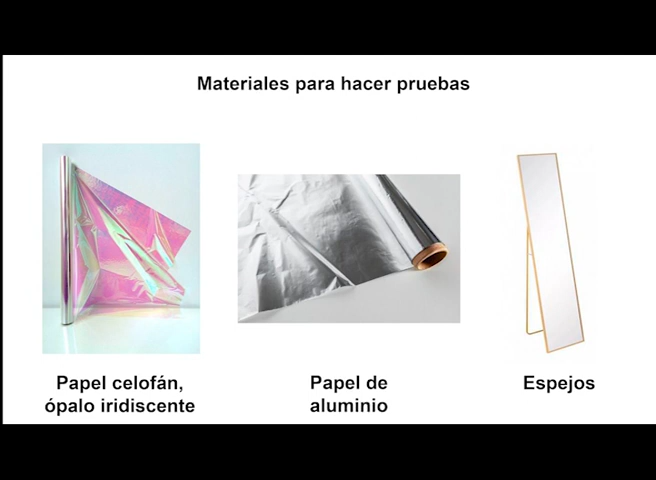 Materiales para hacer pruebas
Papel celofán,
ópalo iridiscente
Papel de
aluminio
Espejos